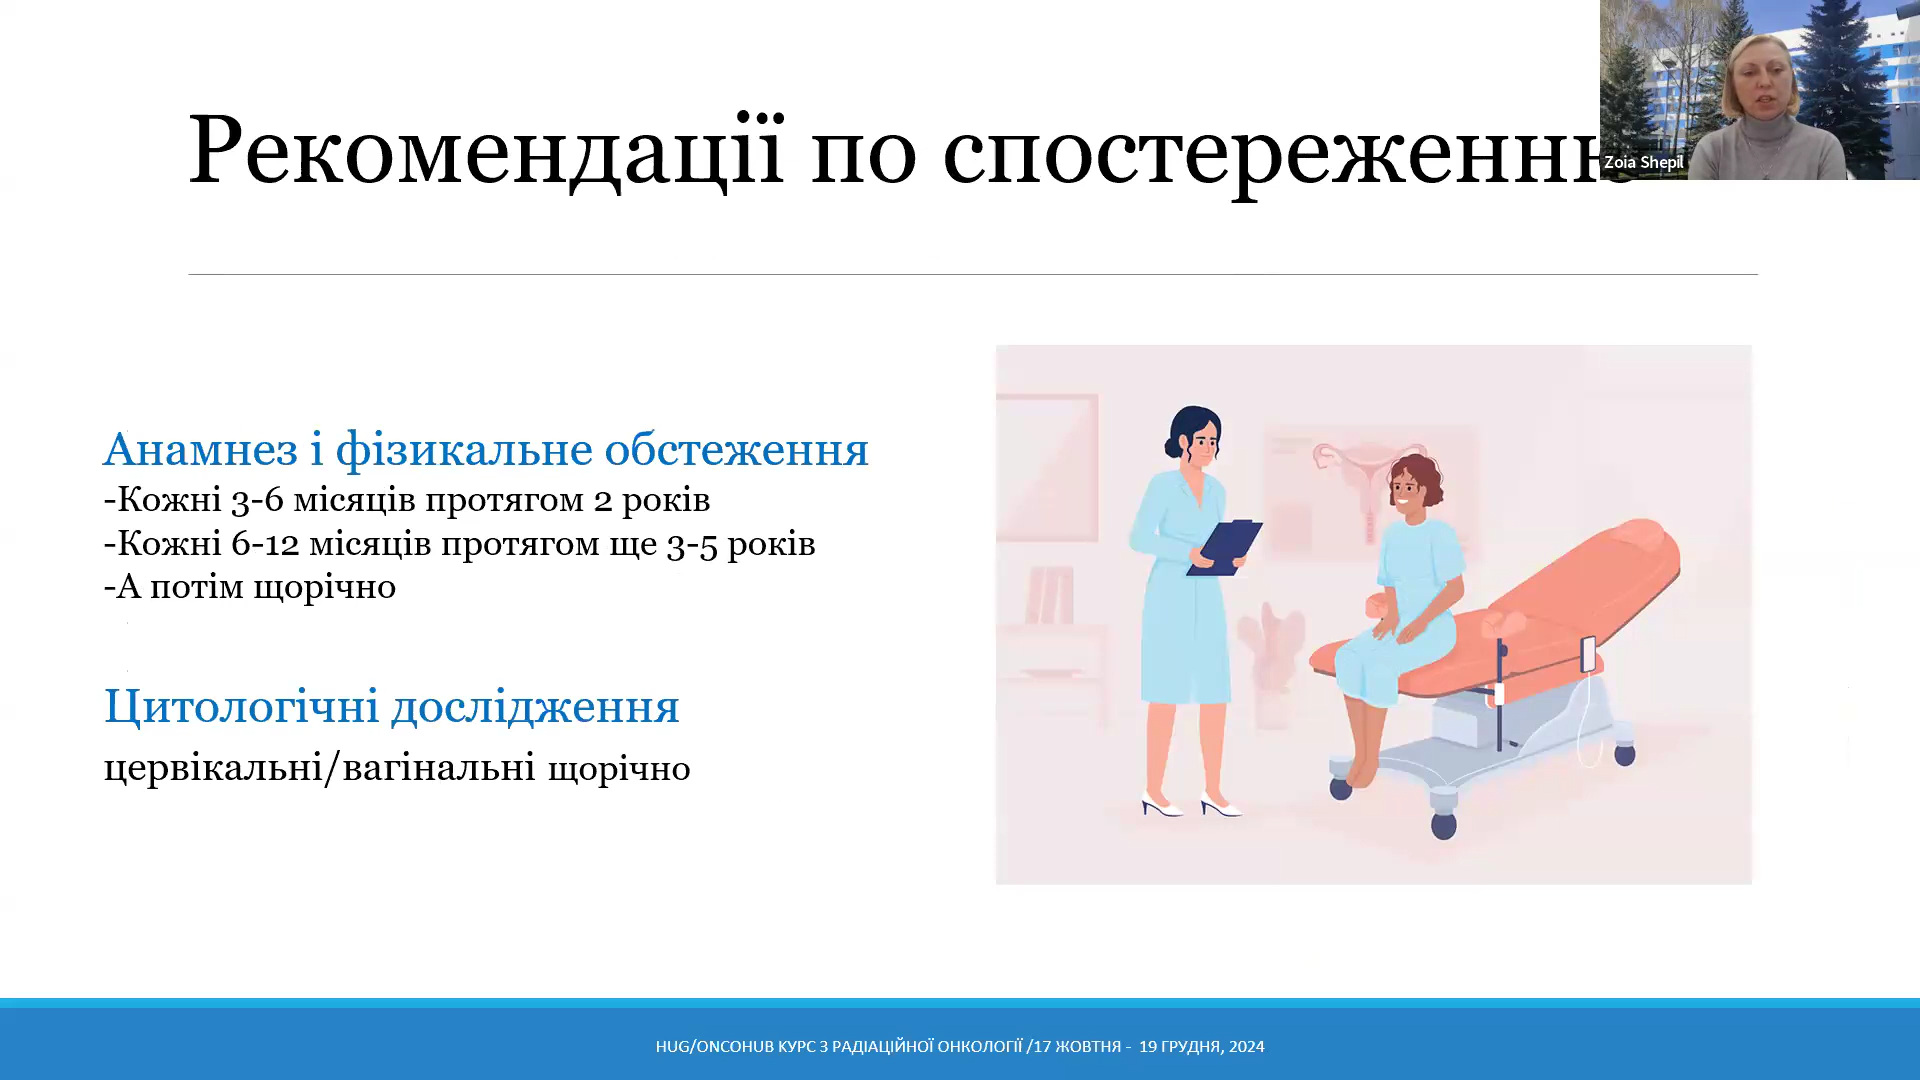 Рекомендації по спостереженню
Zoia Shepil
Анамнез і фізикальне обстеження
-Кожні 3-6 місяців протягом 2 років
-Кожні 6-12 місяців протягом ще 3-5 років
-А потім щорічно
Цитологічні дослідження
цервікальні/вагінальні щорічно
HUG/ONCOHUB КУРС З РАДІАЦІЙНОЇ ОНКОЛОГІЇ /17 ЖОВТНЯ - 19 ГРУДНЯ, 2024